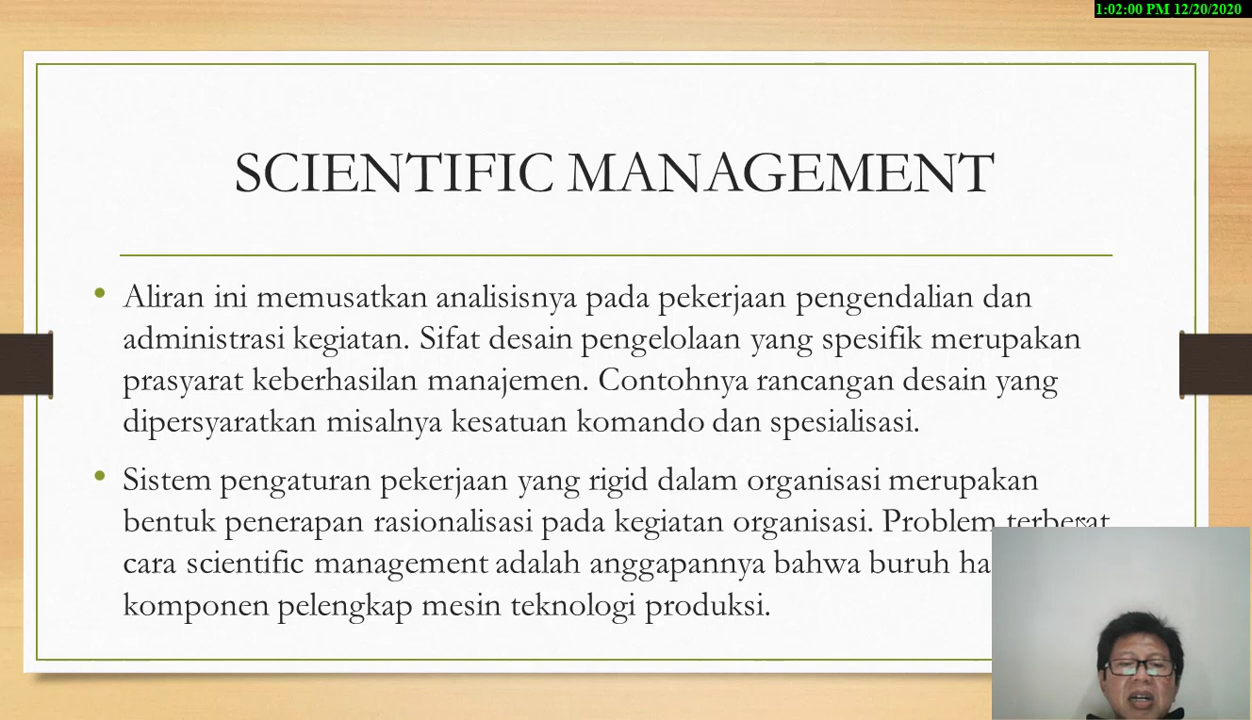 1:02:00 PM 12/20/2020
SCIENTIFIC MANAGEMENT
• Aliran ini memusatkan analisisnya pada pekerjaan pengendalian dan
administrasi kegiatan. Sifat desain pengelolaan yang spesifik merupakan
prasyarat keberhasilan manajemen. Contohnya rancangan desain yang
dipersyaratkan misalnya kesatuan komando dan spesialisasi.
• Sistem pengaturan pekerjaan yang rigid dalam organisasi merupakan
bentuk penerapan rasionalisasi pada kegiatan organisasi. Problem terberat
cara scientific management adalah anggapannya bahwa buruh
komponen pelengkap mesin teknologi produksi.